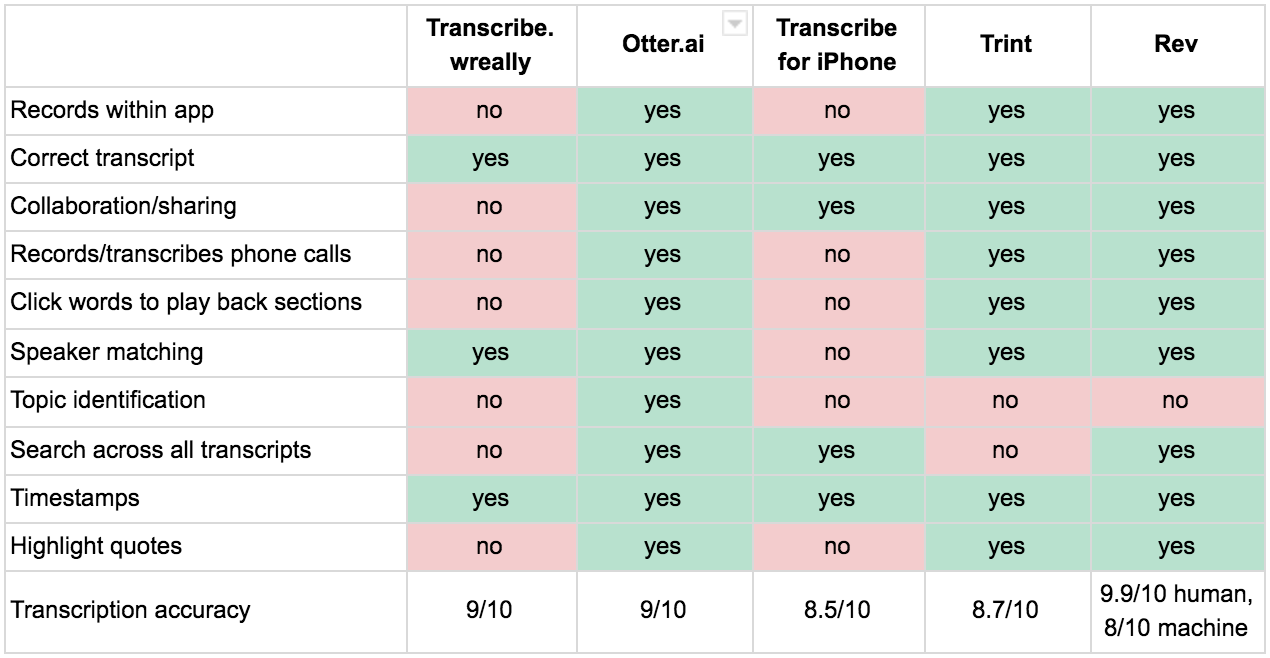 Transcribe. wreally Otter.ai Transcribe for iPhone Trint Rev
Records within app no yes no yes yes
Correct transcript yes yes yes yes yes
Collaboration/sharing no yes yes yes yes
Records/transcribes phone calls no yes no yes yes
Click words to play back sections no yes no yes yes
Speaker matching yes yes no yes yes
Topic identification no yes no no no
Search across all transcripts no yes yes no yes
Timestamps yes yes yes yes yes
Highlight quotes no yes no yes yes
Transcription accuracy 9/10 9/10 8.5/10 8.7/10 9.9/10 human, 8/10 machine